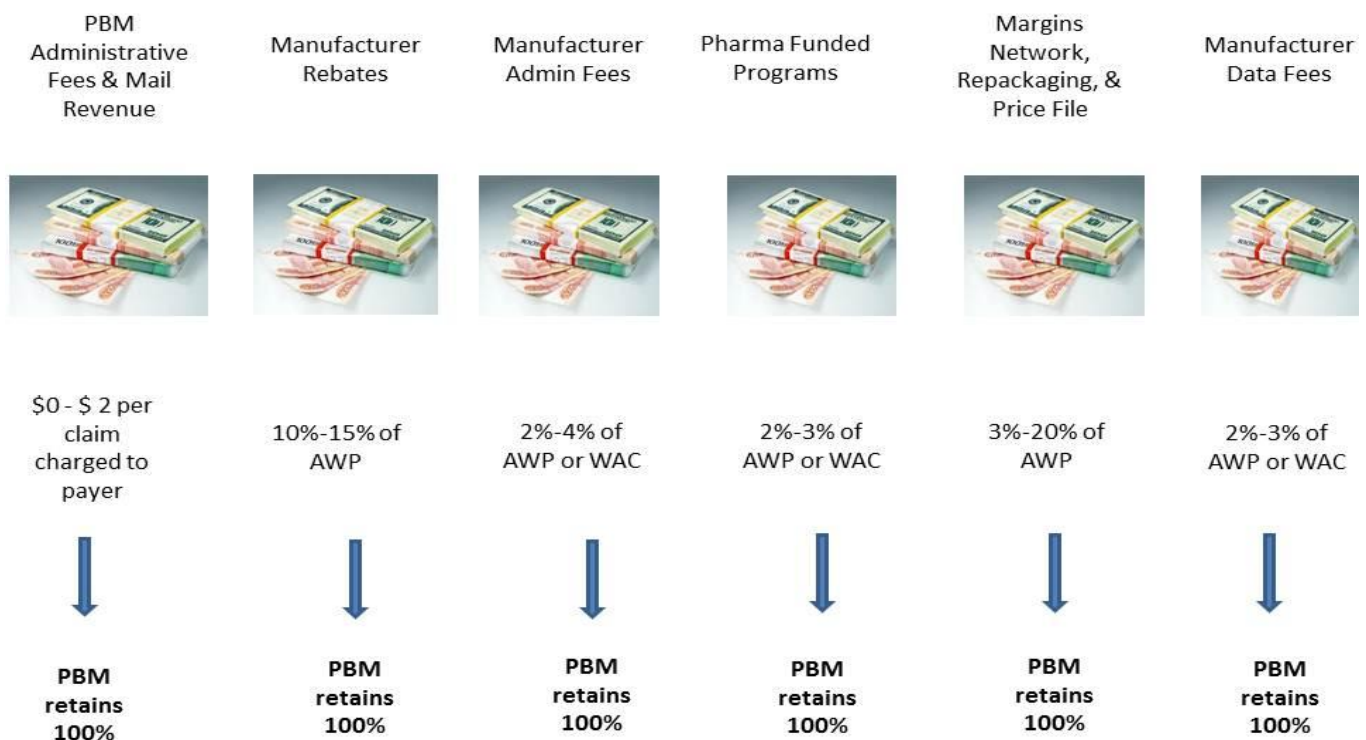 PBM
Administrative
Fees & Mail
Revenue
Manufacturer
Rebates
Manufacturer
Admin Fees
Pharma Funded
Programs
Margins
Network,
Repackaging, &
Price File
Manufacturer
Data Fees
$0 - $ 2 per
claim
charged to
payer
10%-15% of
AWP
2%-4% of
AWP or WAC
2%-3% of
AWP or WAC
3%-20% of
AWP
2%-3% of
AWP or WAC
PBM
retains
100%
PBM
retains
100%
PBM
retains
100%
PBM
retains
100%
PBM
retains
100%
PBM
retains
100%